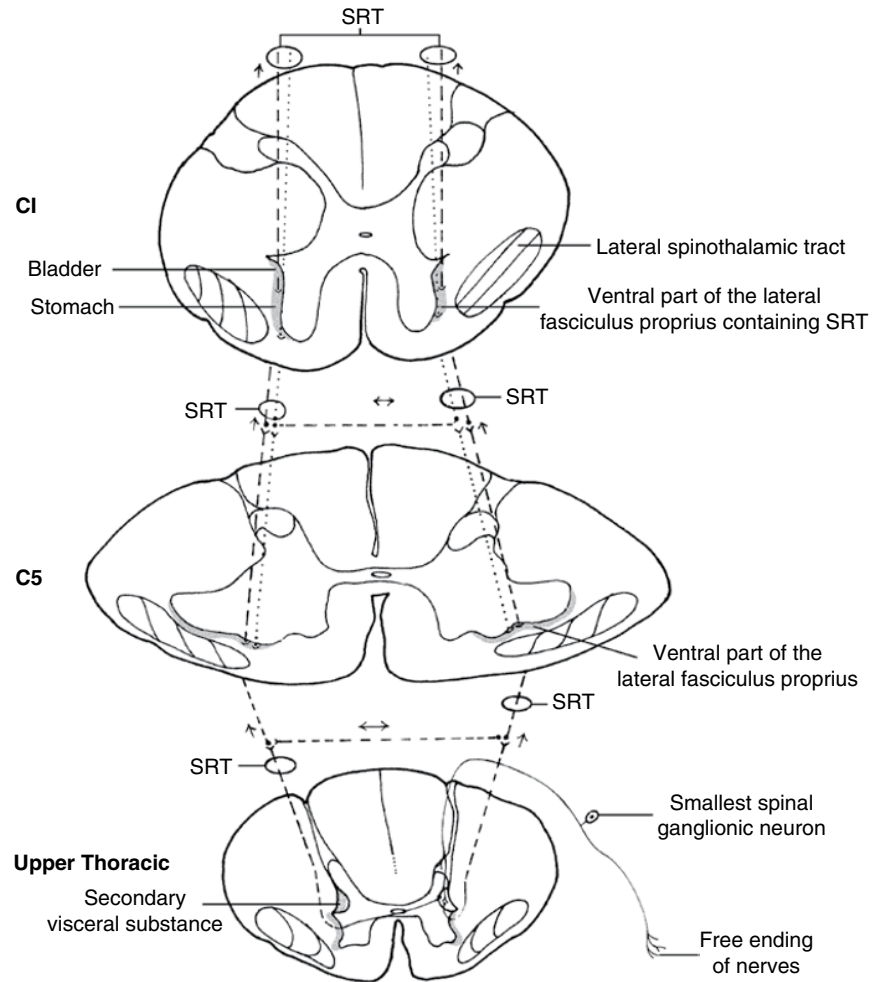 SRT
CI
Bladder
Stomach
Lateral spinothalamic tract
Ventral part of the lateral
fasciculus proprius containing SRT
SRT
SRT
C5
Ventral part of the
lateral fasciculus proprius
SRT
SRT
Smallest spinal
ganglionic neuron
Upper Thoracic
Secondary
visceral substance
Free ending
of nerves